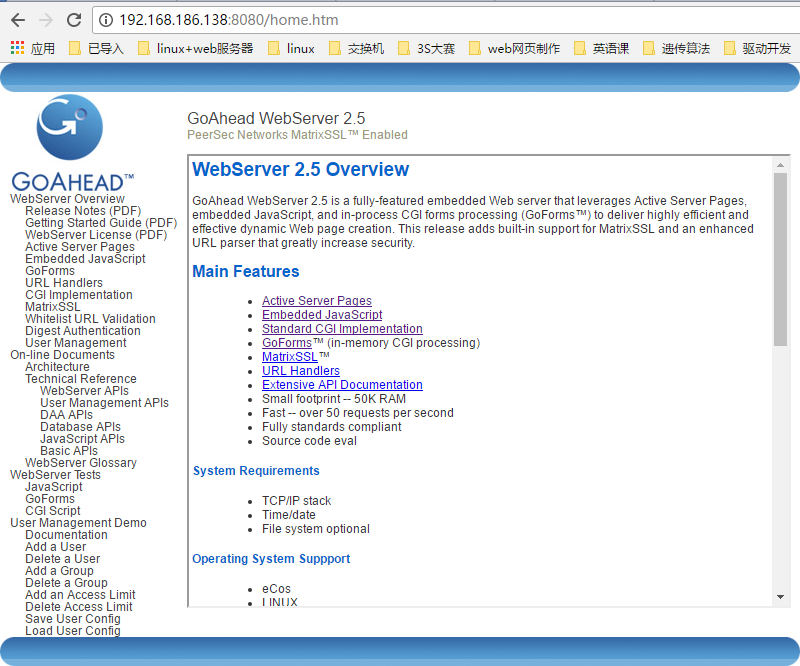 192.168.186.138:8080/home.htm
应用 已导入 linux+web服务器 linux 交换机 3S大赛 web网页制作 英语课 遗传算法 驱动开发
G
GOAHEAD™
WebServer Overview
Release Notes (PDF)
Getting Started Guide (PDF)
WebServer License (PDF)
Active Server Pages
Embedded JavaScript
GoForms
URL Handlers
CGI Implementation
MatrixSSL
Whitelist URL Validation
Digest Authentication
User Management
On-line Documents
Architecture
Technical Reference
WebServer APIs
User Management APIs
DAA APIs
Database APIs
JavaScript APIs
Basic APIs
WebServer Glossary
WebServer Tests
JavaScript
GoForms
CGI Script
User Management Demo
Documentation
Add a User
Delete a User
Add a Group
Delete a Group
Add an Access Limit
Delete Access Limit
Save User Config
Load User Config
GoAhead WebServer 2.5
PeerSec Networks MatrixSSL™ Enabled
WebServer 2.5 Overview
GoAhead WebServer 2.5 is a fully-featured embedded Web server that leverages Active Server Pages,
embedded JavaScript, and in-process CGI forms processing (GoForms™) to deliver highly efficient and
effective dynamic Web page creation. This release adds built-in support for MatrixSSL and an enhanced
URL parser that greatly increase security.
Main Features
• Active Server Pages
• Embedded JavaScript
• Standard CGI Implementation
• GoForms™ (in-memory CGI processing)
• MatrixSSL™
• URL Handlers
• Extensive API Documentation
• Small footprint -- 50K RAM
• Fast -- over 50 requests per second
• Fully standards compliant
• Source code eval
System Requirements
• TCP/IP stack
• Time/date
• File system optional
Operating System Suppport
• eCos
• LINUX